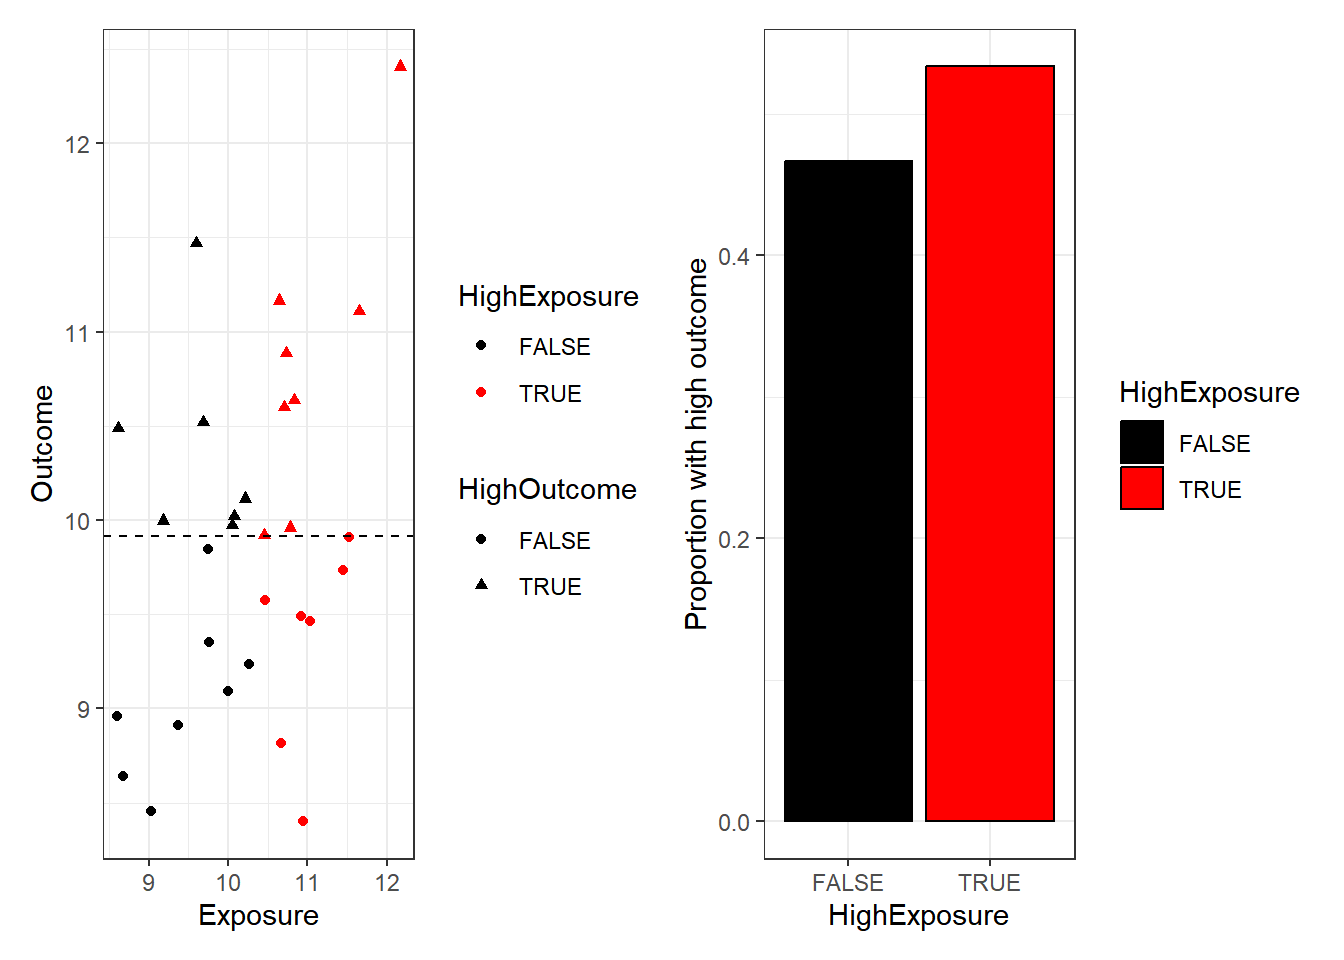 Outcome
12
11
10
9
9
10
11
12
Exposure
HighExposure
FALSE
TRUE
HighOutcome
FALSE
TRUE
Proportion with high outcome
0.4
0.2
0.0
FALSE
TRUE
HighExposure
HighExposure
FALSE
TRUE